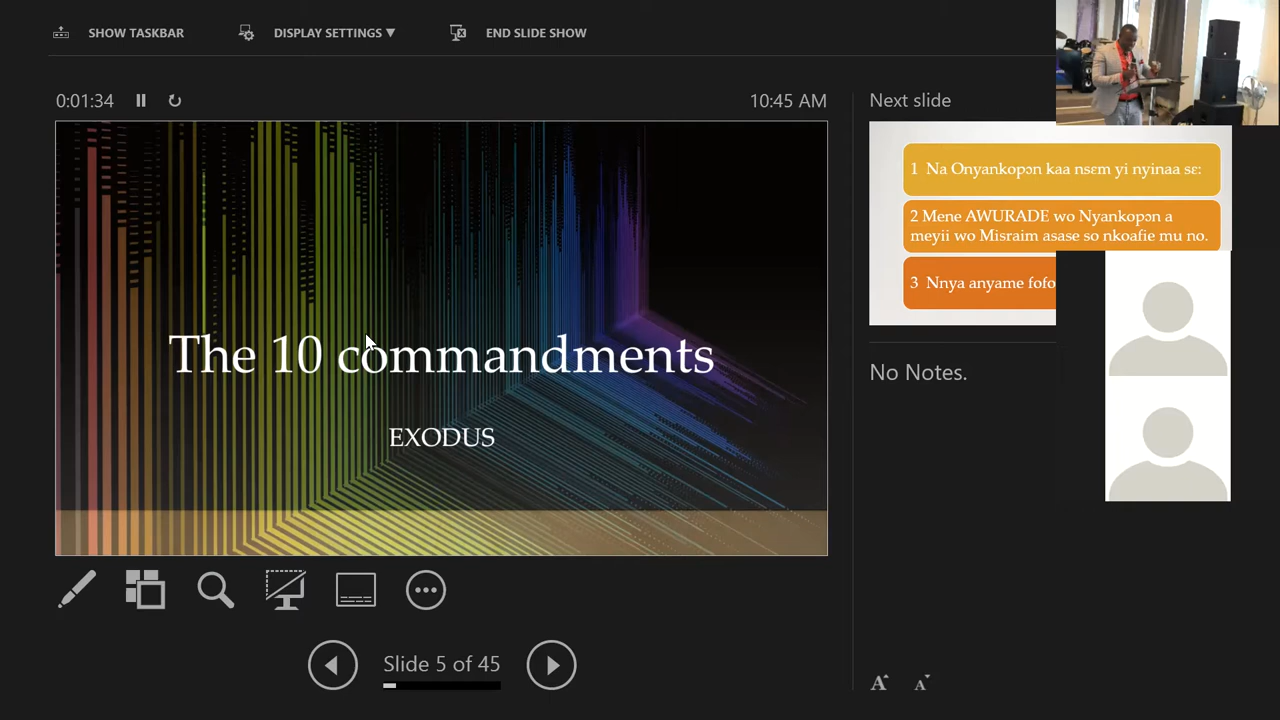 SHOW TASKBAR
DISPLAY SETTINGS ▼
END SLIDE SHOW
0:01:34
10:45 AM
The 10 commandments
EXODUS
Slide 5 of 45
Next slide
1 Na Onyankopɔn kaa nsɛm yi nyinaa sɛ:
2 Mene AWURADE wo Nyankopɔn a
meyii wo Misraim asase so nkoafie mu no.
3 Nnya anyame fofo
No Notes.
A A